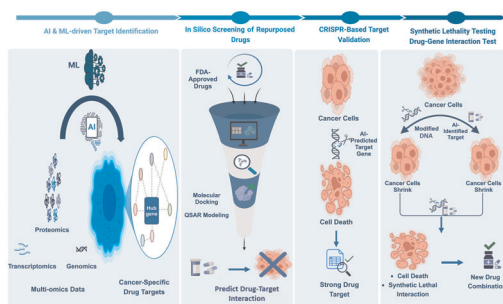 AI & ML-driven Target Identification
In Silico Screening of Repurposed
Drugs
CRISPR-Based Target
Validation
Synthetic Lethality Testing
Drug-Gene Interaction Test
ML
AI
Hub
gene
Proteomics
Transcriptomics
Genomics
Multi-omics Data
Cancer-Specific
Drug Targets
FDA-
Approved
Drugs
Molecular
Docking
QSAR Modeling
Predict Drug-Target
Interaction
Cancer Cells
AI-
Predicted
Target
Gene
Cell Death
Strong Drug
Target
Cancer Cells
Modified
DNA
AI-Identified
Target
Cancer Cells
Shrink
Cancer Cells
Shrink
• Cell Death
• Synthetic Lethal
Interaction
New Drug
Combinatic